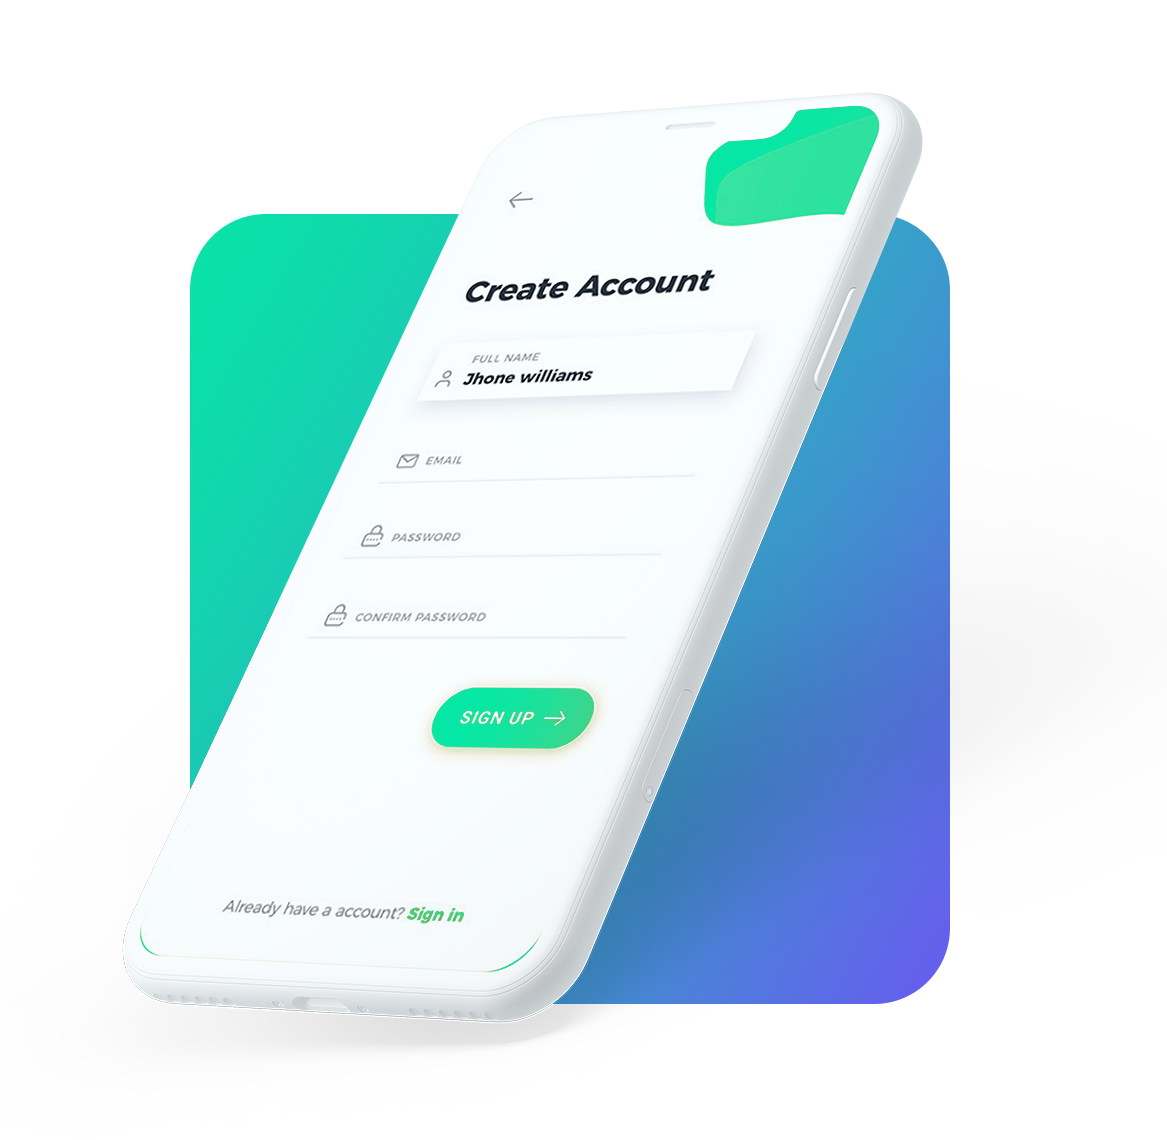 Create Account
FULL NAME
Jhone williams
EMAIL
PASSWORD
CONFIRM PASSWORD
SIGN UP
Already have a account? Sign in